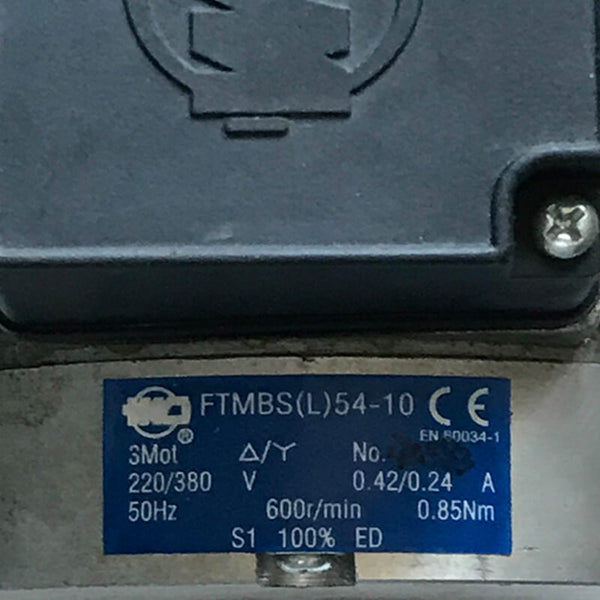 FTMBS(L)54-10 CE
EN 60034-1
3Mot Δ/Y No.
220/380 V 0.42/0.24 A
50Hz 600r/min 0.85Nm
S1 100% ED